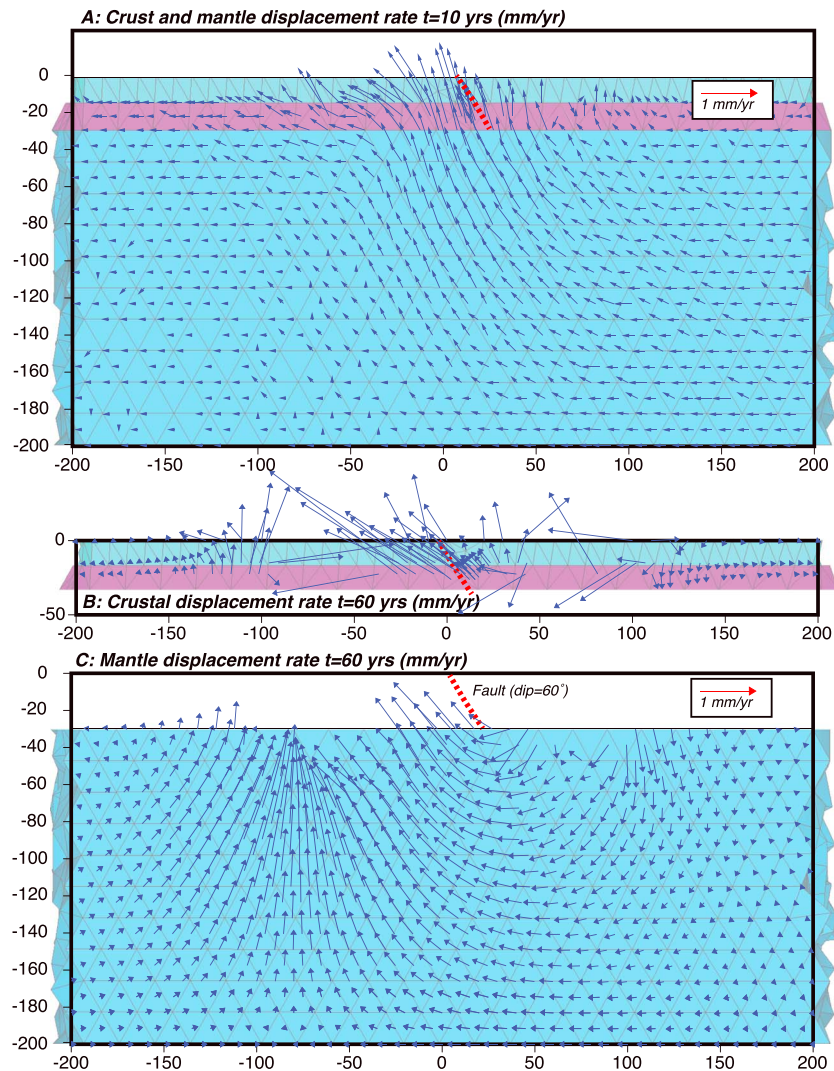 A: Crust and mantle displacement rate t=10 yrs (mm/yr)
0
-20
-40
-60
-80
-100
-120
-140
-160
-180
-200
1 mm/yr
-200 -150 -100 -50 0 50 100 150 200
0
-50
B: Crustal displacement rate t=60 yrs (mm/yr)
-200 -150 -100 -50 0 50 100 150 200
C: Mantle displacement rate t=60 yrs (mm/yr)
0
-20
-40
-60
-80
-100
-120
-140
-160
-180
-200
Fault (dip=60˚)
1 mm/yr
-200 -150 -100 -50 0 50 100 150 200